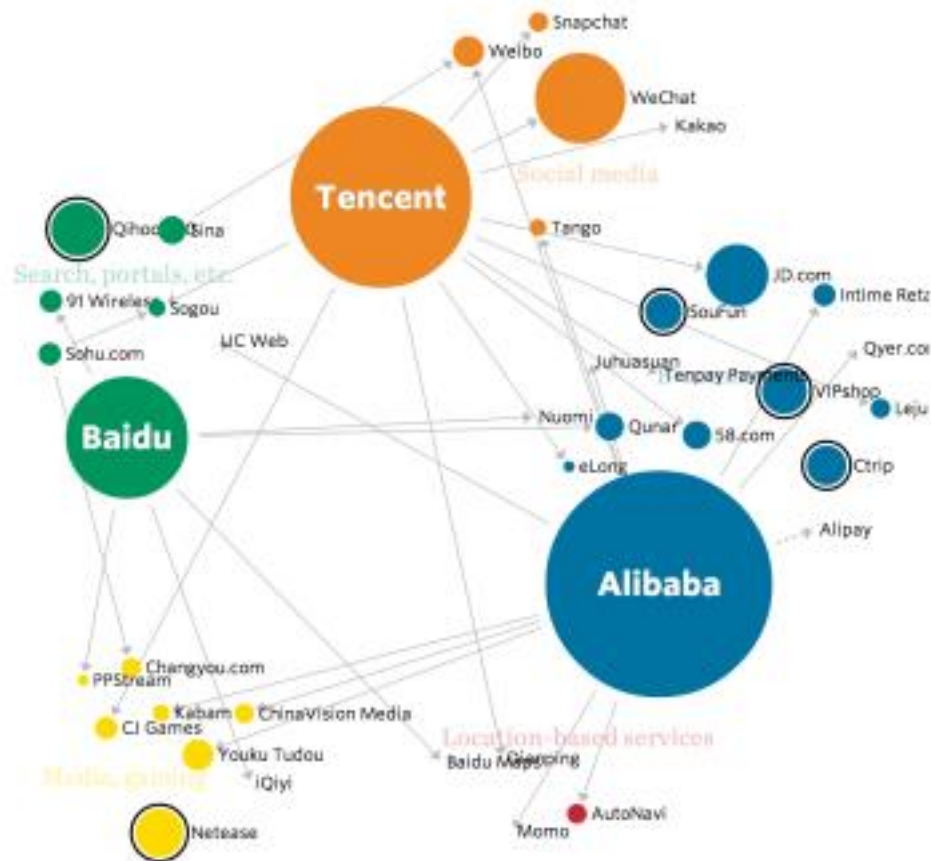 Snapchat
Weibo
WeChat
Kakao
Tencent
Social media
Sina
Tango
Search, portals, etc.
JD.com
91 Wireless
Sogou
Intime
SouFun
UC Web
Sohu.com
Juhuasuan
Tenpay Payments
VIPshop
Leju
Nuomi
Qunar
58.com
Baidu
eLong
Ctrip
Alipay
Alibaba
Changyou.com
PPStream
Kabam
ChinaVision Media
CJ Games
Location-based services
Youku Tudou
Baidu Maps
Dianping
Media, gaming
iQiyi
AutoNavi
Netease
Momo